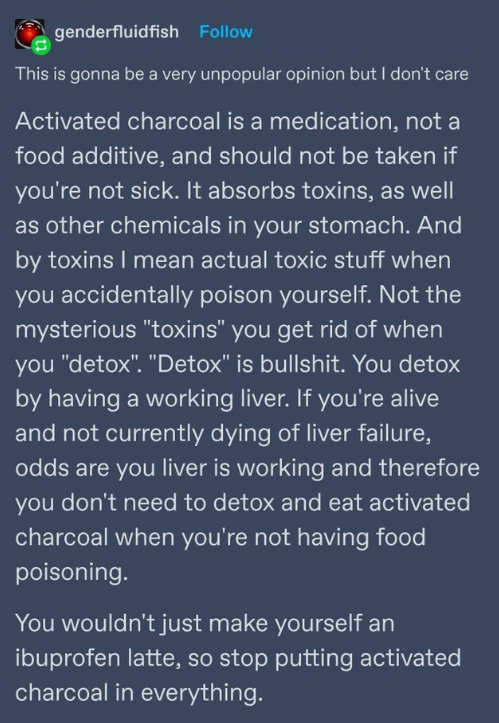 genderfluidfish Follow
This is gonna be a very unpopular opinion but I don't care
Activated charcoal is a medication, not a
food additive, and should not be taken if
you're not sick. It absorbs toxins, as well
as other chemicals in your stomach. And
by toxins I mean actual toxic stuff when
you accidentally poison yourself. Not the
mysterious "toxins" you get rid of when
you "detox". "Detox" is bullshit. You detox
by having a working liver. If you're alive
and not currently dying of liver failure,
odds are you liver is working and therefore
you don't need to detox and eat activated
charcoal when you're not having food
poisoning.
You wouldn't just make yourself an
ibuprofen latte, so stop putting activated
charcoal in everything.